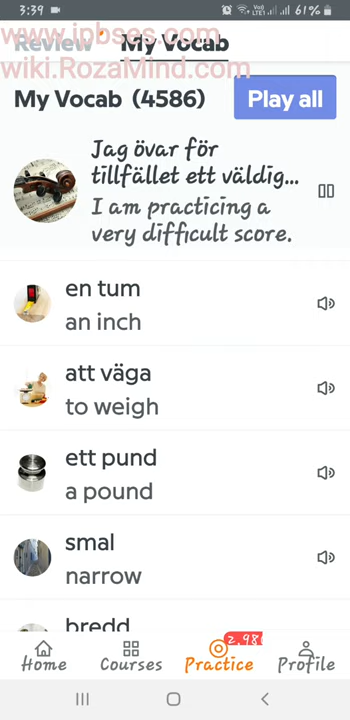 3:39 61%
www.ipbses.com
Review My Vocab
wiki.RozaMind.com
My Vocab (4586) Play all
Jag övar för
tillfället ett väldig...
I am practicing a
very difficult score.
en tum
an inch
att väga
to weigh
ett pund
a pound
smal
narrow
bredd
Home Courses Practice Profile